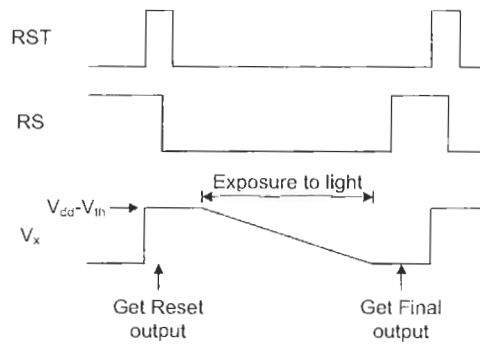 RST
RS
Exposure to light
Vdd-Vth
Vx
Get Reset
output
Get Final
output